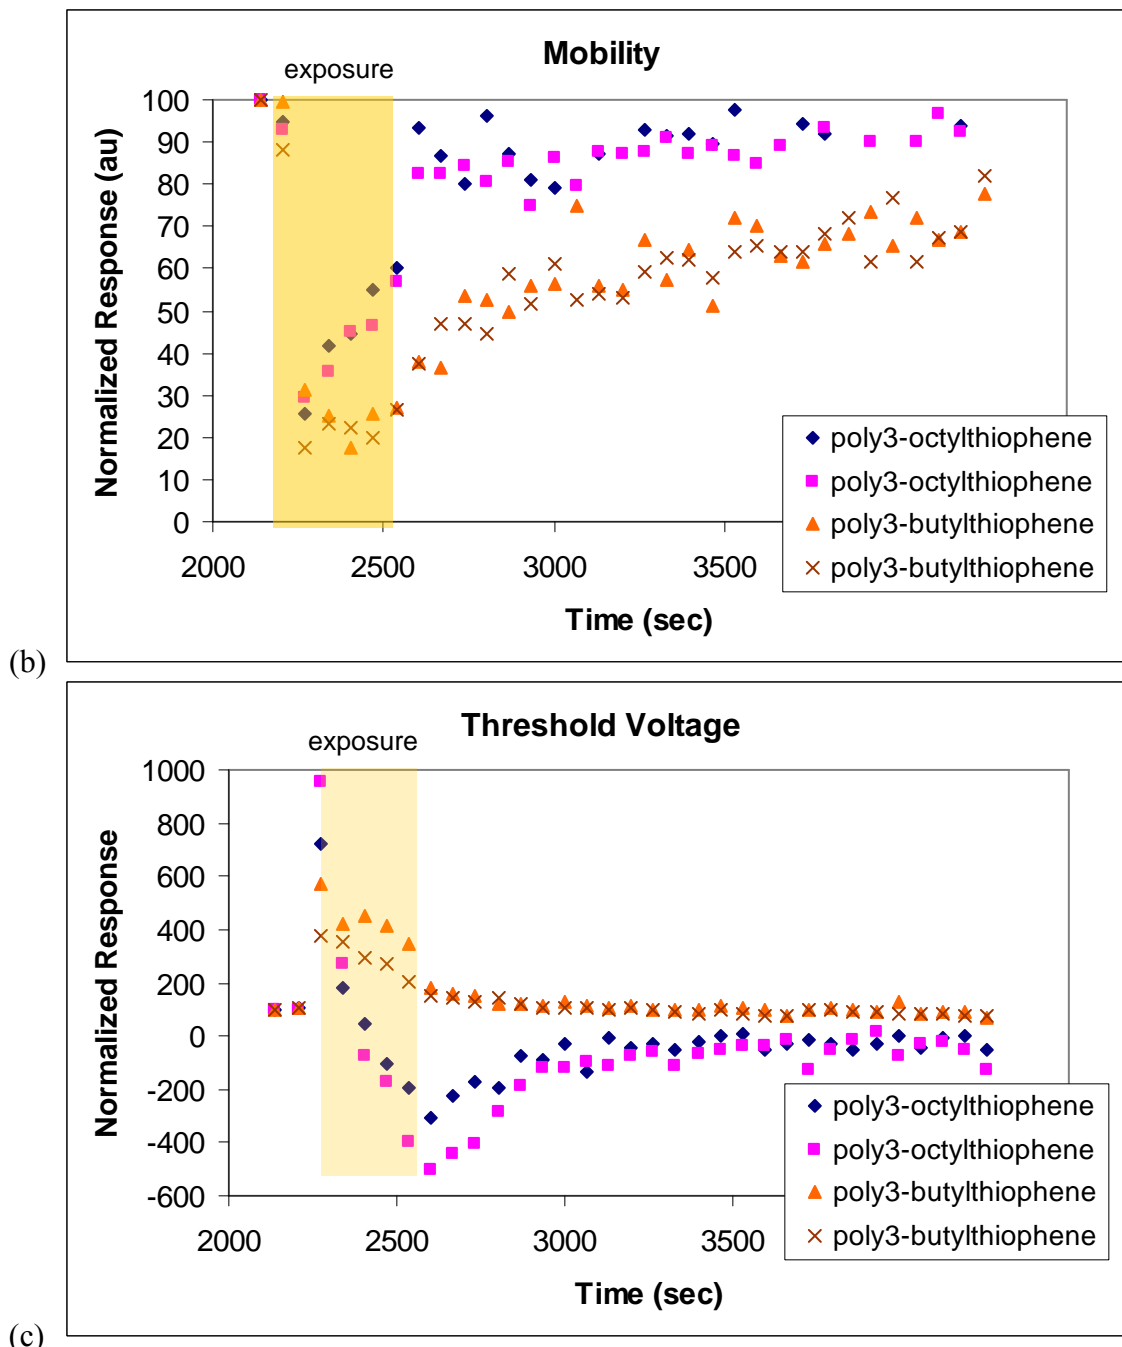 Mobility
exposure
Normalized Response (au)
100
90
80
70
60
50
40
30
20
10
0
2000 2500 3000 3500
poly3-octylthiophene
poly3-octylthiophene
poly3-butylthiophene
poly3-butylthiophene
Time (sec)
(b)
Threshold Voltage
exposure
Normalized Response
1000
800
600
400
200
0
-200
-400
-600
2000 2500 3000 3500
poly3-octylthiophene
poly3-octylthiophene
poly3-butylthiophene
poly3-butylthiophene
Time (sec)
(c)